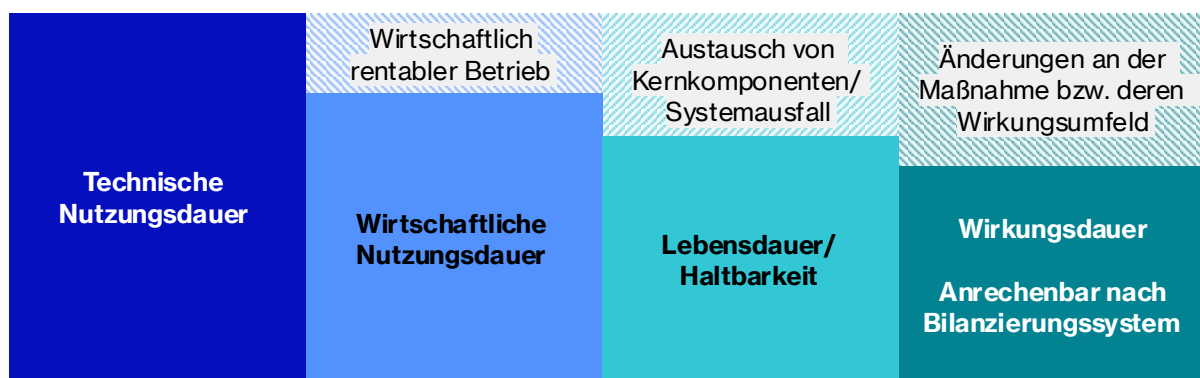 Technische
Nutzungsdauer
Wirtschaftlich
rentabler Betrieb
Wirtschaftliche
Nutzungsdauer
Austausch von
Kernkomponenten/
Systemausfall
Lebensdauer/
Haltbarkeit
Änderungen an der
Maßnahme bzw. deren
Wirkungsumfeld
Wirkungsdauer
Anrechenbar nach
Bilanzierungssystem